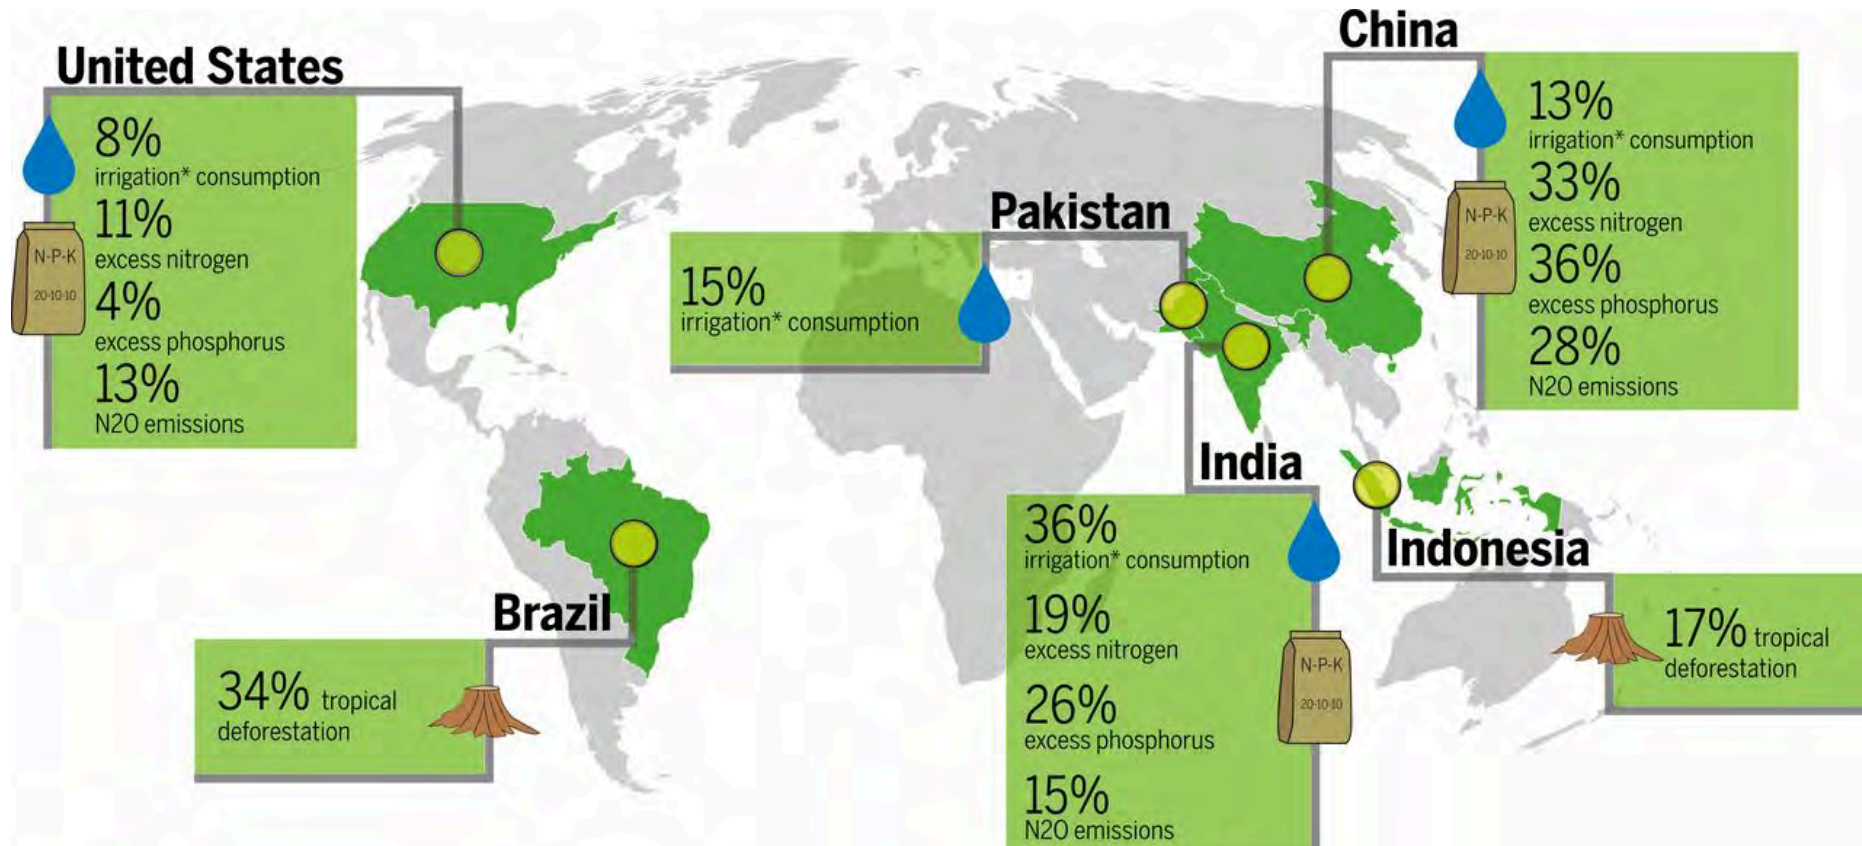 United States
8%
irrigation* consumption
11%
excess nitrogen
4%
excess phosphorus
13%
N2O emissions
N-P-K
20-10-10
Brazil
34% tropical
deforestation
Pakistan
15%
irrigation* consumption
China
13%
irrigation* consumption
33%
excess nitrogen
36%
excess phosphorus
28%
N2O emissions
N-P-K
20-10-10
India
36%
irrigation* consumption
19%
excess nitrogen
26%
excess phosphorus
15%
N2O emissions
N-P-K
20-10-10
Indonesia
17% tropical
deforestation